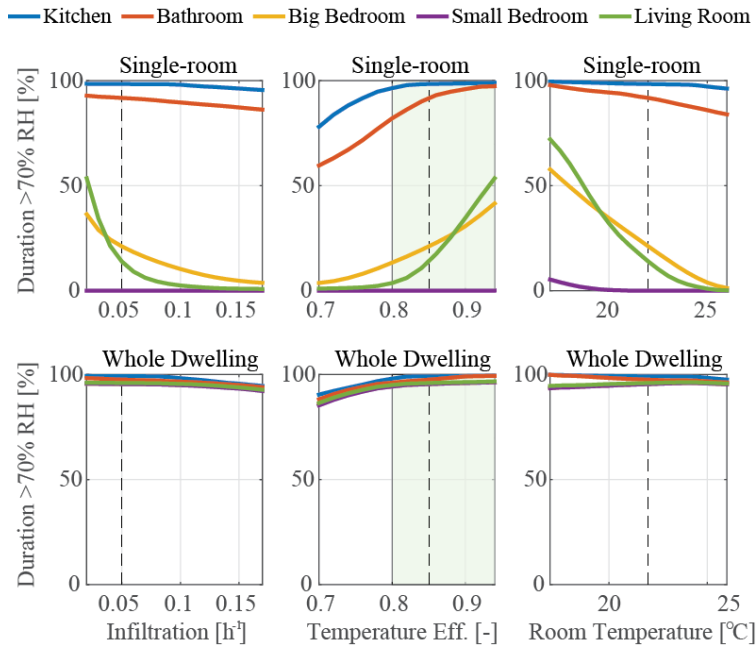 Kitchen Bathroom Big Bedroom Small Bedroom Living Room
Single-room Single-room Single-room
Duration >70% RH [%]
100 100 100
50 50 50
0 0 0
0.05 0.1 0.15 0.7 0.8 0.9 20 25
Whole Dwelling Whole Dwelling Whole Dwelling
Duration >70% RH [%]
100 100 100
50 50 50
0 0 0
0.05 0.1 0.15 0.7 0.8 0.9 20 25
Infiltration [h⁻¹] Temperature Eff. [-] Room Temperature [°C]